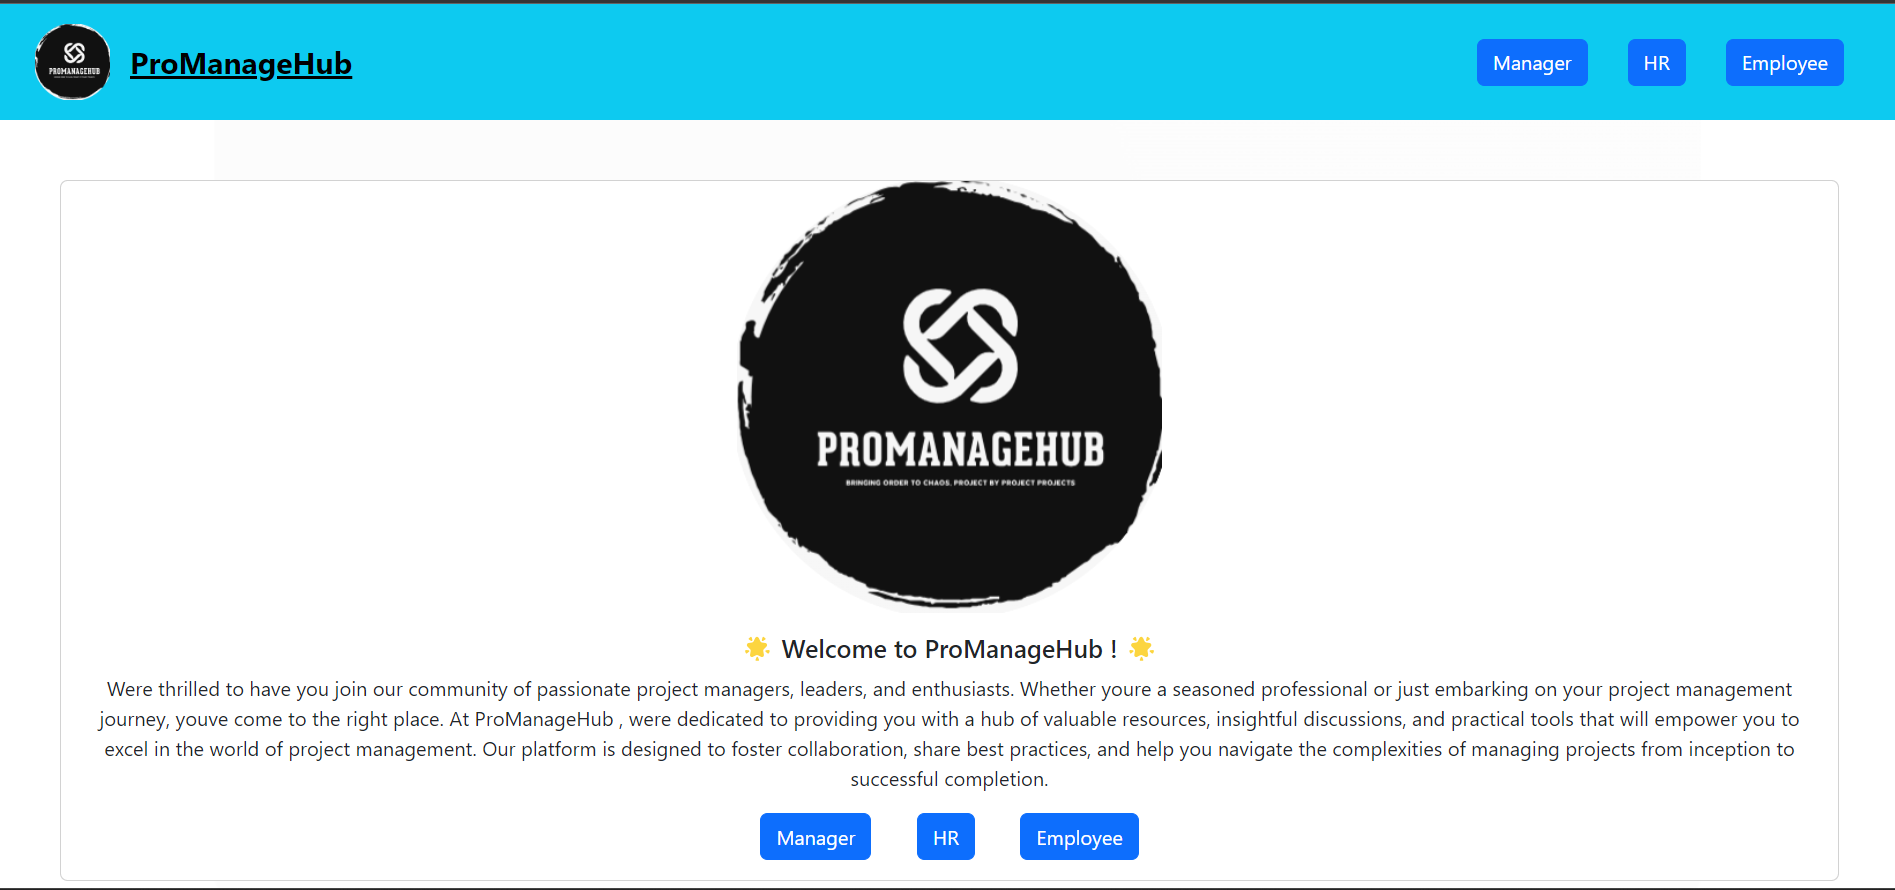 PROMANAGEHUB
ProManageHub
Manager
HR
Employee
PROMANAGEHUB
BRINGING ORDER TO CHAOS, PROJECT BY PROJECT PROJECTS
🌟 Welcome to ProManageHub ! 🌟
Were thrilled to have you join our community of passionate project managers, leaders, and enthusiasts. Whether youre a seasoned professional or just embarking on your project management
journey, youve come to the right place. At ProManageHub , were dedicated to providing you with a hub of valuable resources, insightful discussions, and practical tools that will empower you to
excel in the world of project management. Our platform is designed to foster collaboration, share best practices, and help you navigate the complexities of managing projects from inception to
successful completion.
Manager
HR
Employee